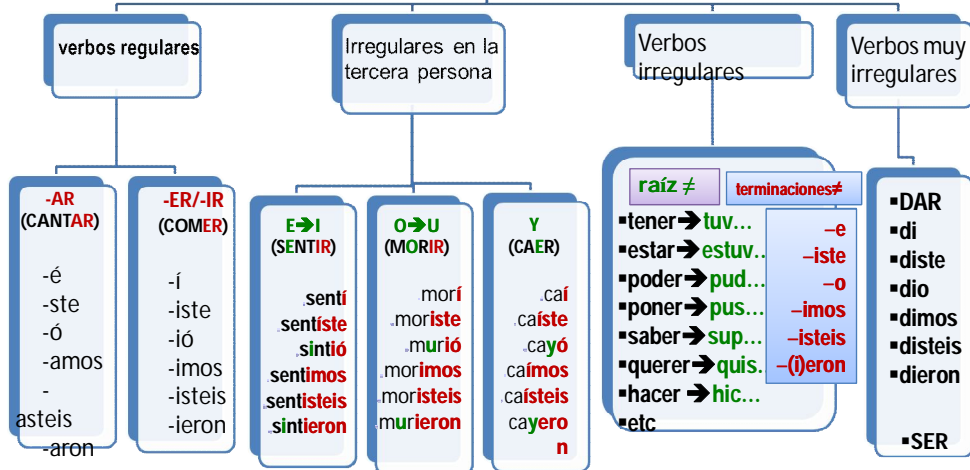 verbos regulares
Irregulares en la
tercera persona
Verbos
irregulares
Verbos muy
irregulares
-AR
(CANTAR)
-é
-ste
-ó
-amos
-
asteis
-aron
-ER/-IR
(COMER)
-í
-iste
-ió
-imos
-isteis
-ieron
E➔I
(SENTIR)
sentí
sentíste
sintió
sentimos
sentisteis
sintieron
O➔U
(MORIR)
morí
moriste
murió
morimos
moristeis
murieron
Y
(CAER)
caí
caíste
cayó
caímos
caísteis
cayero
n
raíz ≠
terminaciones≠
▪tener➔tuv...
▪estar➔estuv...
▪poder➔pud...
▪poner➔pus...
▪saber➔sup...
▪querer➔quis...
▪hacer➔hic...
▪etc
–e
–iste
–o
–imos
–isteis
–(i)eron
▪DAR
▪di
▪diste
▪dio
▪dimos
▪disteis
▪dieron
▪SER